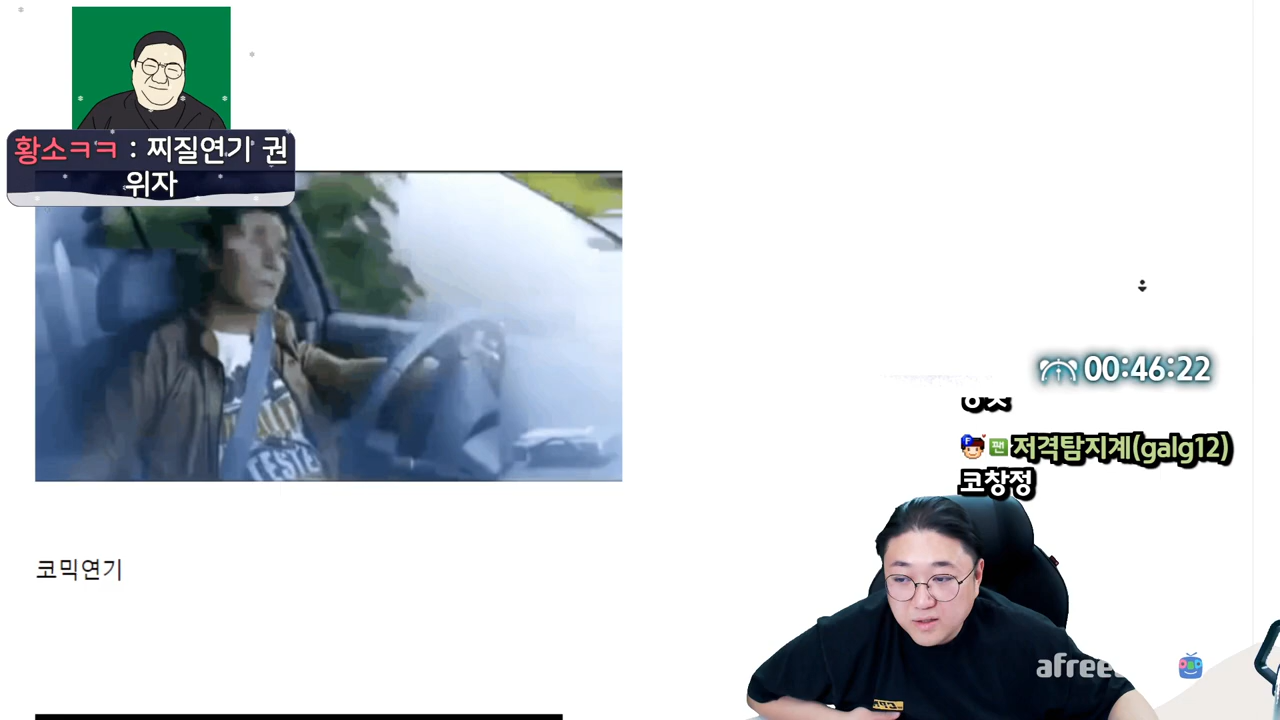 황소ㅋㅋ : 찌질연기 권
위자
00:46:22
팬 저격탐지계(galg12)
코창정
코믹연기
afree